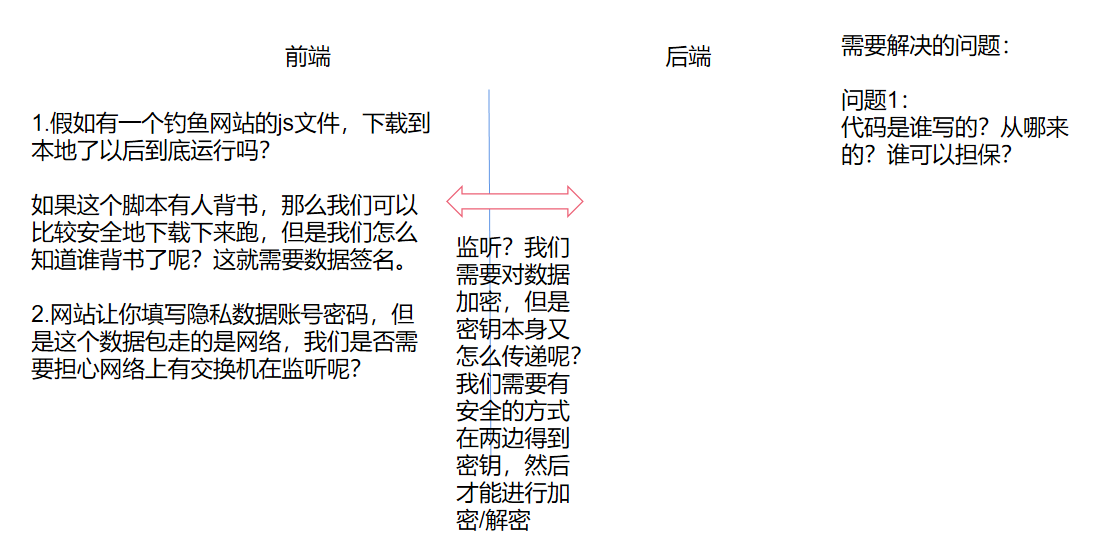 前端
后端
需要解决的问题：
问题1：
代码是谁写的？从哪来
的？谁可以担保？
1.假如有一个钓鱼网站的js文件，下载到
本地了以后到底运行吗？
如果这个脚本有人背书，那么我们可以
比较安全地下载下来跑，但是我们怎么
知道谁背书了呢？这就需要数据签名。
2.网站让你填写隐私数据账号密码，但
是这个数据包走的是网络，我们是否需
要担心网络上有交换机在监听呢？
监听？我们
需要对数据
加密，但是
密钥本身又
怎么传递呢？
我们需要有
安全的方式
在两边得到
密钥，然后
才能进行加
密/解密